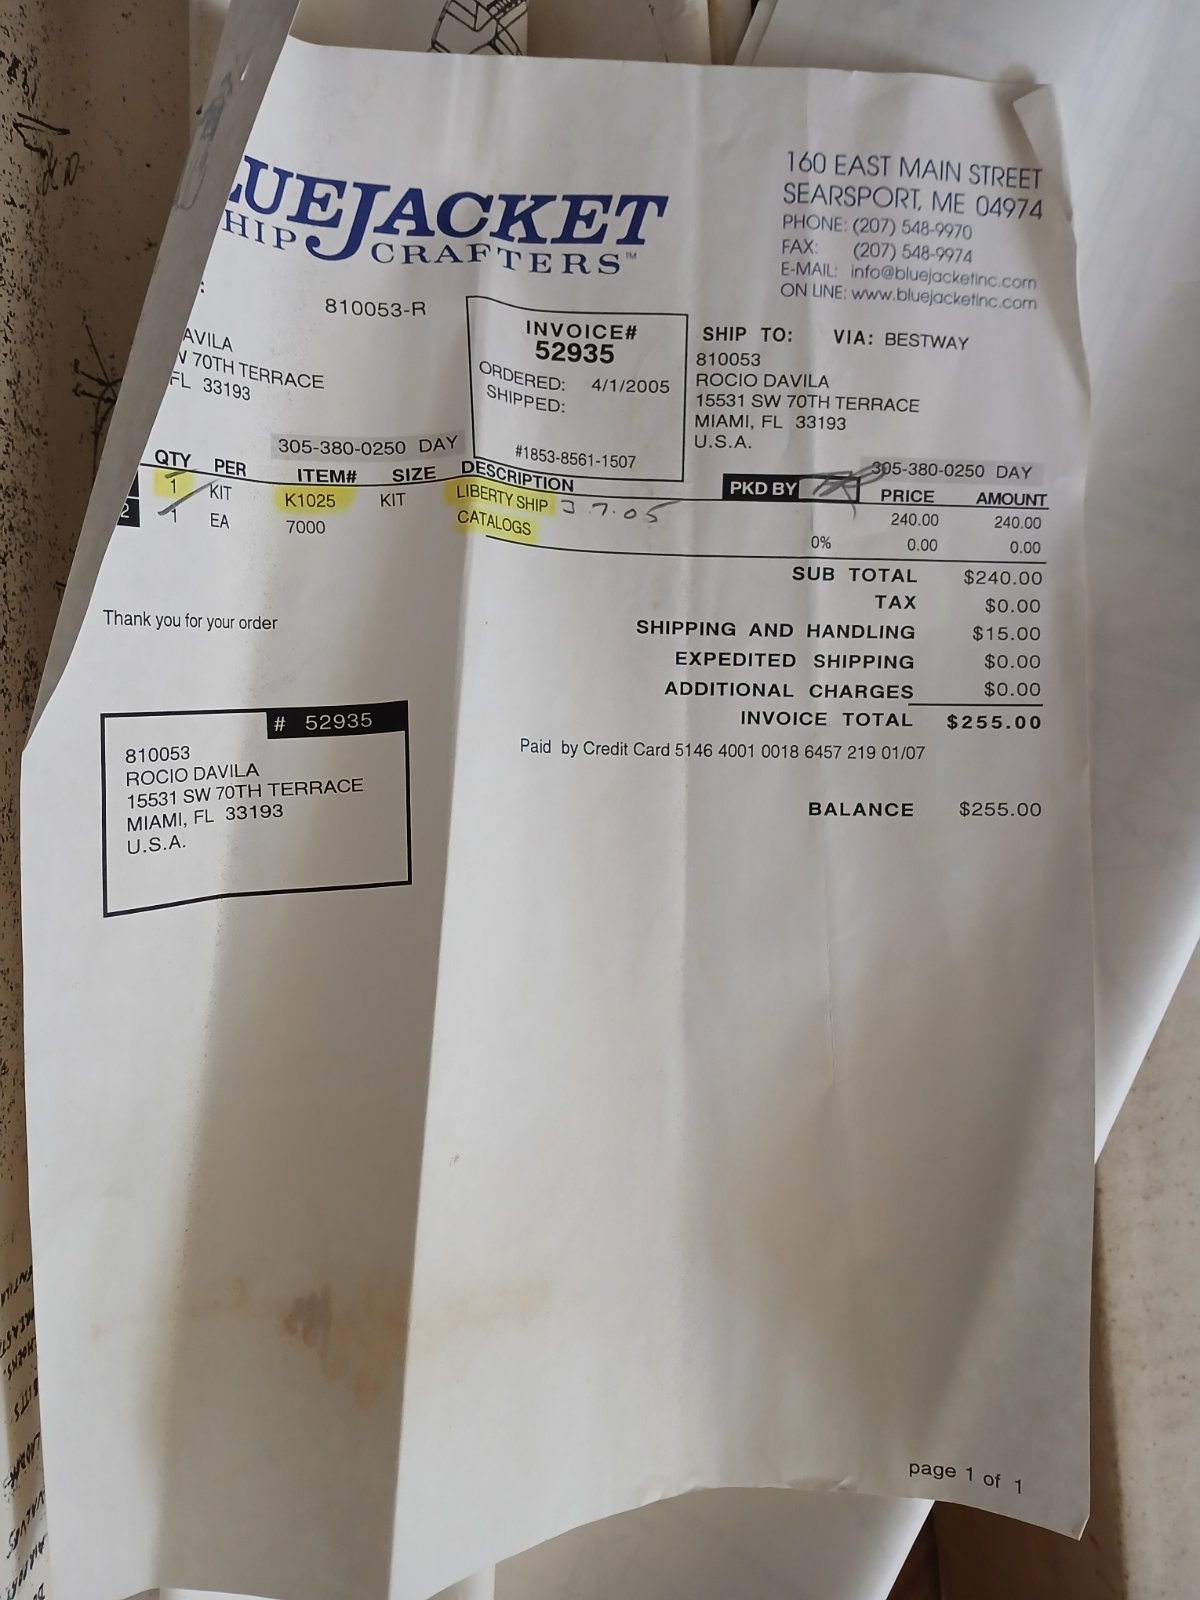 LUEJACKET
HIP CRAFTERS™
160 EAST MAIN STREET
SEARSPORT, ME 04974
PHONE: (207) 548-9970
FAX: (207) 548-9974
E-MAIL: info@bluejacketinc.com
ON LINE: www.bluejacketinc.com
:
810053-R
AVILA
W 70TH TERRACE
FL 33193
305-380-0250 DAY
INVOICE#
52935
ORDERED: 4/1/2005
SHIPPED:
#1853-8561-1507
SHIP TO: VIA: BESTWAY
810053
ROCIO DAVILA
15531 SW 70TH TERRACE
MIAMI, FL 33193
U.S.A.
305-380-0250 DAY
QTY PER ITEM# SIZE DESCRIPTION PKD BY PRICE AMOUNT
1 KIT K1025 KIT LIBERTY SHIP 3.7.05 240.00 240.00
2 1 EA 7000 CATALOGS 0% 0.00 0.00
SUB TOTAL $240.00
TAX $0.00
SHIPPING AND HANDLING $15.00
EXPEDITED SHIPPING $0.00
ADDITIONAL CHARGES $0.00
INVOICE TOTAL $255.00
Thank you for your order
Paid by Credit Card 5146 4001 0018 6457 219 01/07
BALANCE $255.00
# 52935
810053
ROCIO DAVILA
15531 SW 70TH TERRACE
MIAMI, FL 33193
U.S.A.
page 1 of 1